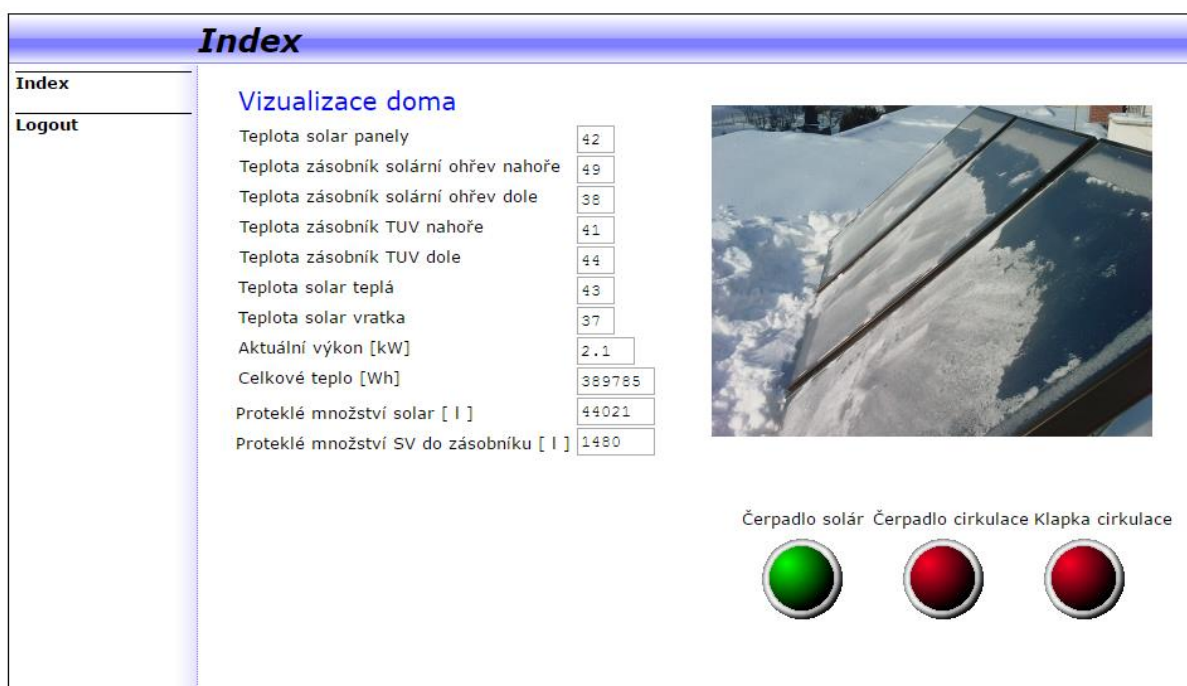 Index
Index
Logout
Vizualizace doma
Teplota solar panely 42
Teplota zásobník solární ohřev nahoře 49
Teplota zásobník solární ohřev dole 38
Teplota zásobník TUV nahoře 41
Teplota zásobník TUV dole 44
Teplota solar teplá 43
Teplota solar vratka 37
Aktuální výkon [kW] 2.1
Celkové teplo [Wh] 389785
Proteklé množství solar [ l ] 44021
Proteklé množství SV do zásobníku [ l ] 1480
Čerpadlo solár Čerpadlo cirkulace Klapka cirkulace